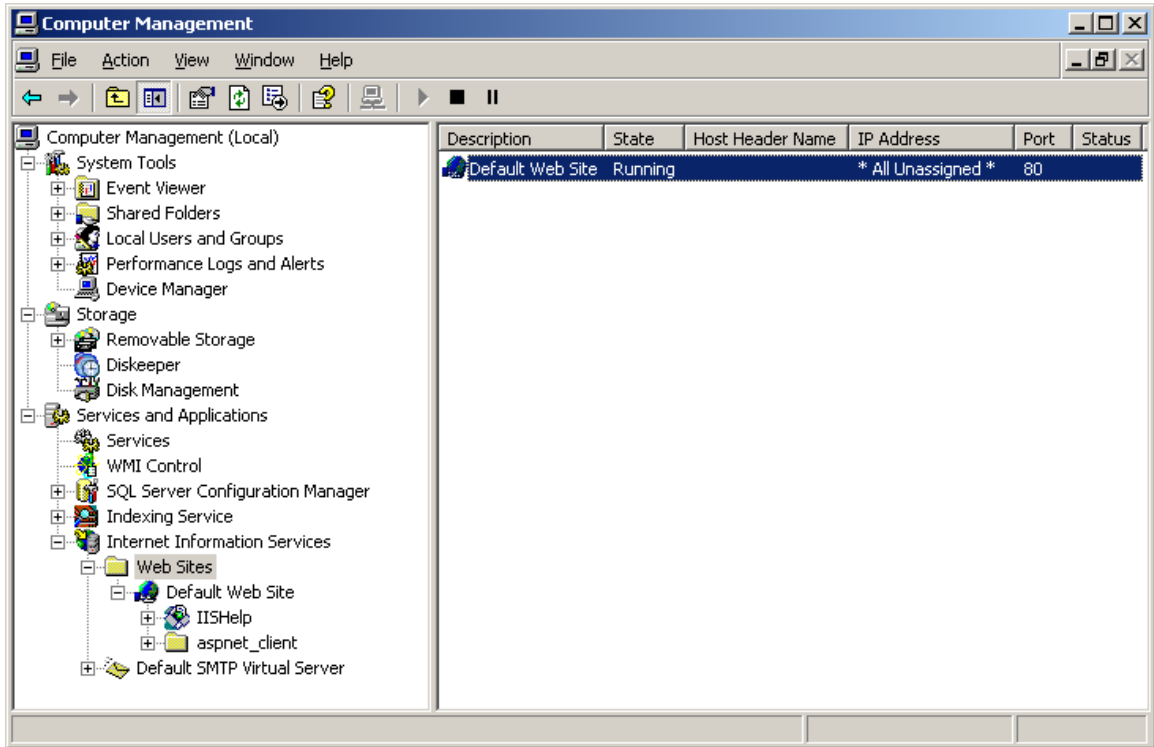 Computer Management
File Action View Window Help
Computer Management (Local)
System Tools
Event Viewer
Shared Folders
Local Users and Groups
Performance Logs and Alerts
Device Manager
Storage
Removable Storage
Diskeeper
Disk Management
Services and Applications
Services
WMI Control
SQL Server Configuration Manager
Indexing Service
Internet Information Services
Web Sites
Default Web Site
IISHelp
aspnet_client
Default SMTP Virtual Server
Description State Host Header Name IP Address Port Status
Default Web Site Running * All Unassigned * 80